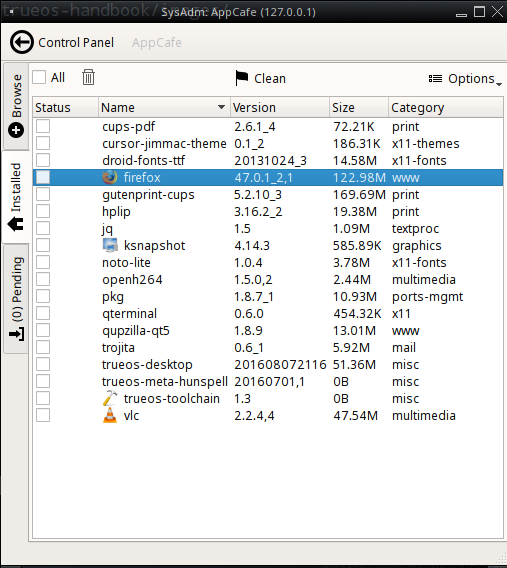 trueos-handbook/images/
SysAdm: AppCafe (127.0.0.1)
Control Panel AppCafe
All Clean Options
Browse
Installed
(0) Pending
Status Name Version Size Category
cups-pdf 2.6.1_4 72.21K print
cursor-jimmac-theme 0.1_2 186.31K x11-themes
droid-fonts-ttf 20131024_3 14.58M x11-fonts
firefox 47.0.1_2,1 122.98M www
gutenprint-cups 5.2.10_3 169.69M print
hplip 3.16.2_2 19.38M print
jq 1.5 1.09M textproc
ksnapshot 4.14.3 585.89K graphics
noto-lite 1.0.4 3.78M x11-fonts
openh264 1.5.0,2 2.44M multimedia
pkg 1.8.7_1 10.93M ports-mgmt
qterminal 0.6.0 454.32K x11
qupzilla-qt5 1.8.9 13.01M www
trojita 0.6_1 5.92M mail
trueos-desktop 201608072116 51.36M misc
trueos-meta-hunspell 20160701,1 0B misc
trueos-toolchain 1.3 0B misc
vlc 2.2.4,4 47.54M multimedia